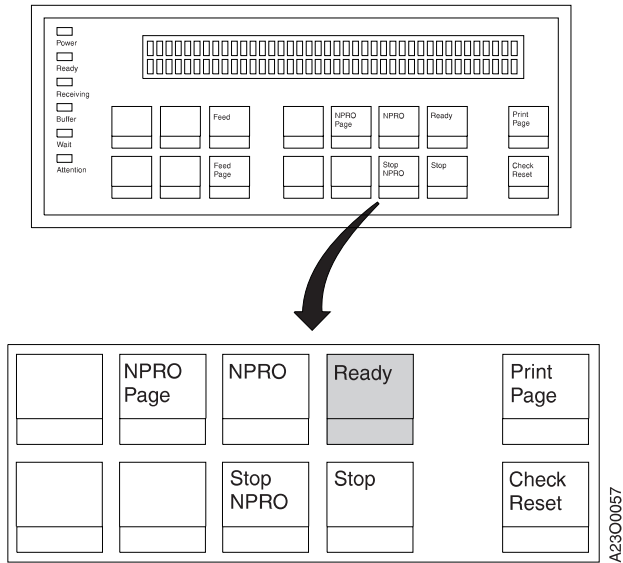 Power
Ready
Receiving
Buffer
Wait
Attention
Feed
NPRO
Page
NPRO
Ready
Print
Page
Feed
Page
Stop
NPRO
Stop
Check
Reset
NPRO
Page
NPRO
Ready
Print
Page
Stop
NPRO
Stop
Check
Reset
A23O0057